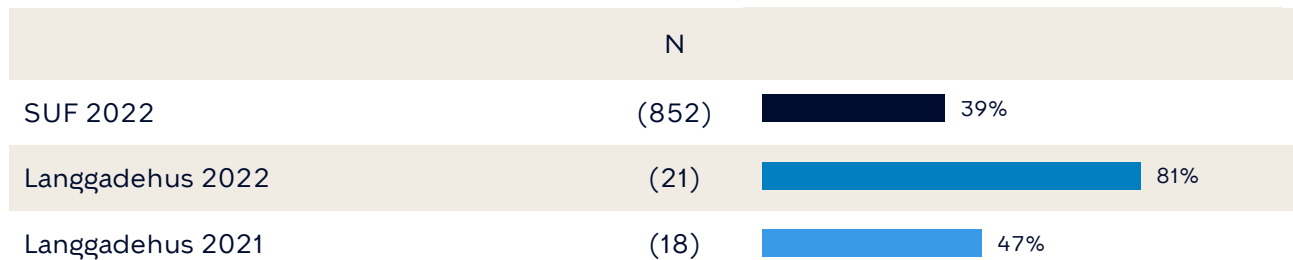 N
SUF 2022 (852) 39%
Langgadehus 2022 (21) 81%
Langgadehus 2021 (18) 47%